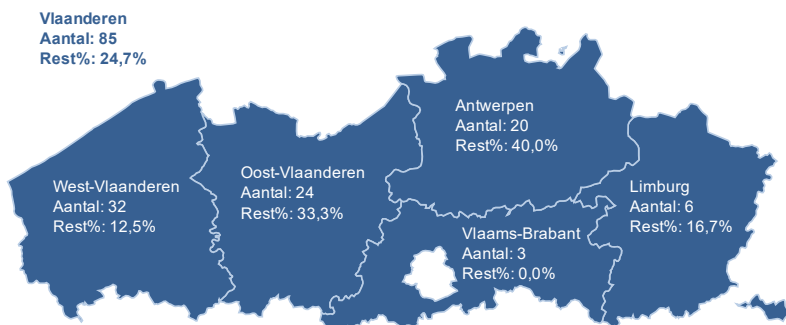 Vlaanderen
Aantal: 85
Rest%: 24,7%
Antwerpen
Aantal: 20
Rest%: 40,0%
West-Vlaanderen
Aantal: 32
Rest%: 12,5%
Oost-Vlaanderen
Aantal: 24
Rest%: 33,3%
Limburg
Aantal: 6
Rest%: 16,7%
Vlaams-Brabant
Aantal: 3
Rest%: 0,0%